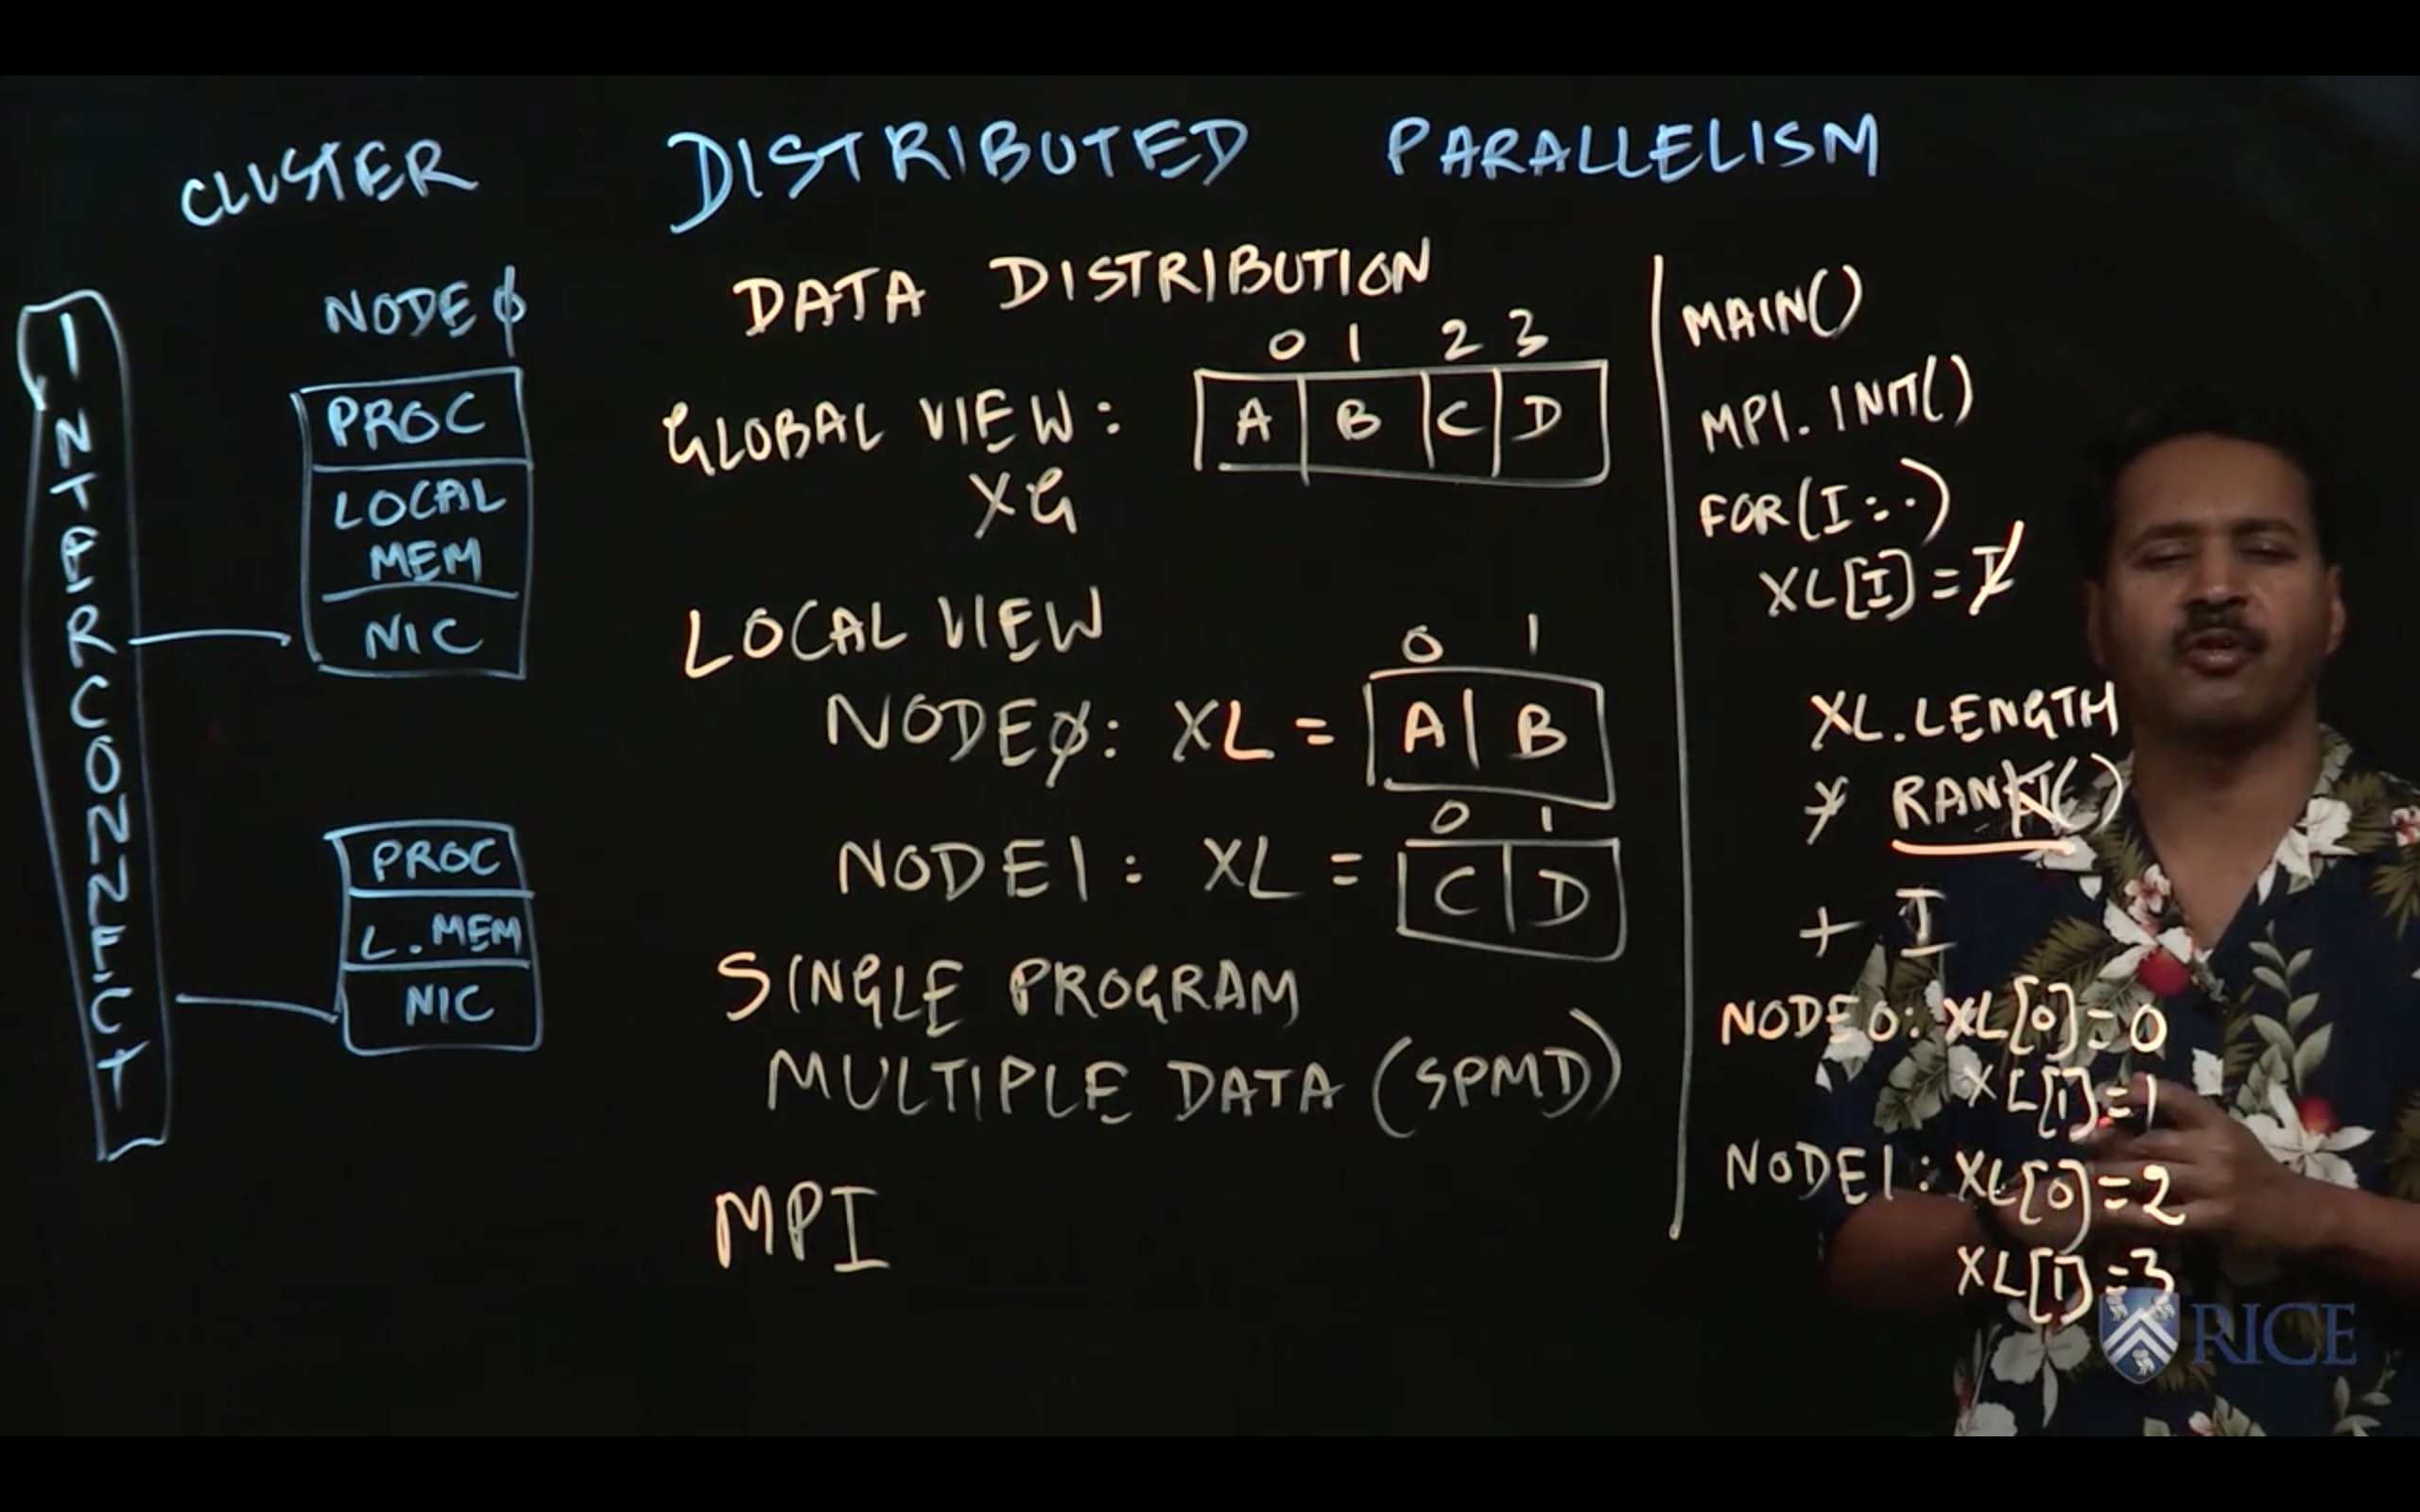 CLUSTER
DISTRIBUTED PARALLELISM
INTERCONNECT
NODE 0
PROC
LOCAL
MEM
NIC
PROC
L. MEM
NIC
DATA DISTRIBUTION
0 1 2 3
GLOBAL VIEW: A B C D
XG
LOCAL VIEW
0 1
NODE0: XL = A B
0 1
NODE1: XL = C D
SINGLE PROGRAM
MULTIPLE DATA (SPMD)
MPI
MAIN()
MPI.INIT()
FOR(I=..)
XL[I]=I
XL.LENGTH
* RANK()
+ I
NODE0: XL[0]=0
XL[1]=1
NODE1: XL[0]=2
XL[1]=3
RICE